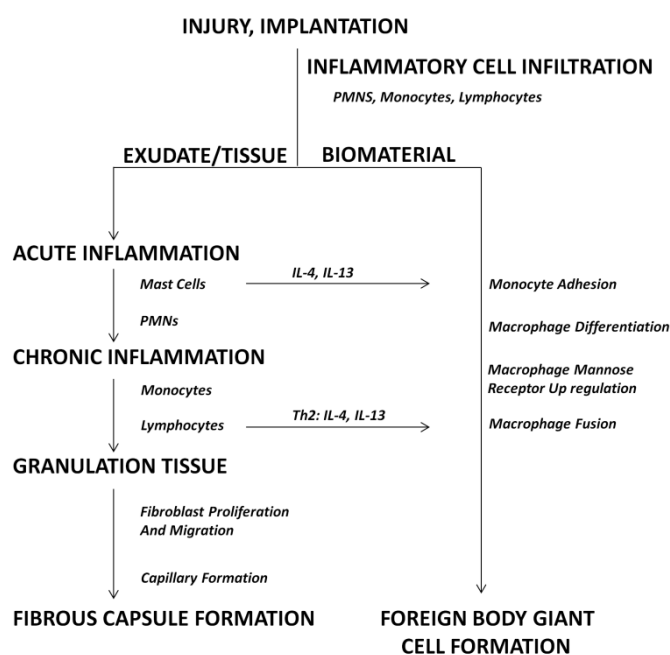 INJURY, IMPLANTATION
INFLAMMATORY CELL INFILTRATION
PMNS, Monocytes, Lymphocytes
EXUDATE/TISSUE
BIOMATERIAL
ACUTE INFLAMMATION
Mast Cells
IL-4, IL-13
Monocyte Adhesion
PMNs
Macrophage Differentiation
CHRONIC INFLAMMATION
Macrophage Mannose
Receptor Up regulation
Monocytes
Lymphocytes
Th2: IL-4, IL-13
Macrophage Fusion
GRANULATION TISSUE
Fibroblast Proliferation
And Migration
Capillary Formation
FIBROUS CAPSULE FORMATION
FOREIGN BODY GIANT
CELL FORMATION